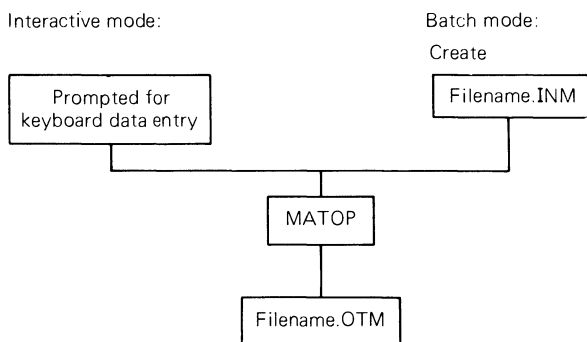 Interactive mode:
Batch mode:
Create
Prompted for
keyboard data entry
Filename.INM
MATOP
Filename.OTM